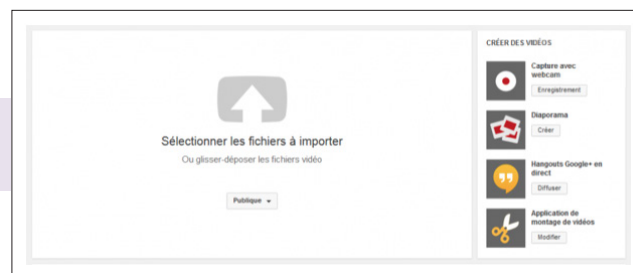 Sélectionner les fichiers à importer
Ou glisser-déposer les fichiers vidéo
Publique
CRÉER DES VIDÉOS
Capture avec
webcam
Enregistrement
Diaporama
Créer
Hangouts Google+ en
direct
Diffuser
Application de
montage de vidéos
Modifier